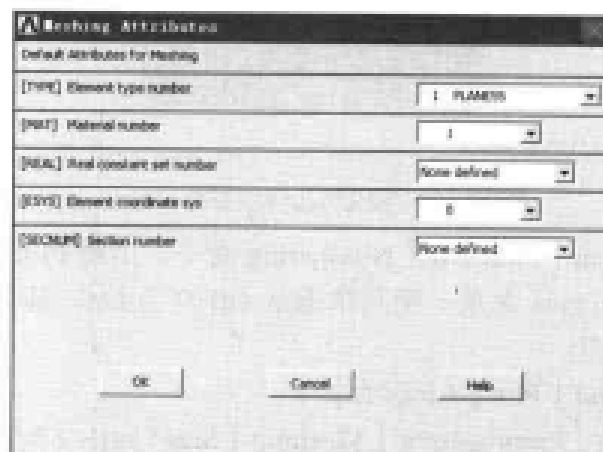 Meshing Attributes
Default Attributes for Meshing
[TYPE] Element type number
1 PLANE55
[MAT] Material number
1
[REAL] Real constant set number
None defined
[ESYS] Element coordinate sys
0
[SECNUM] Section number
None defined
OK
Cancel
Help